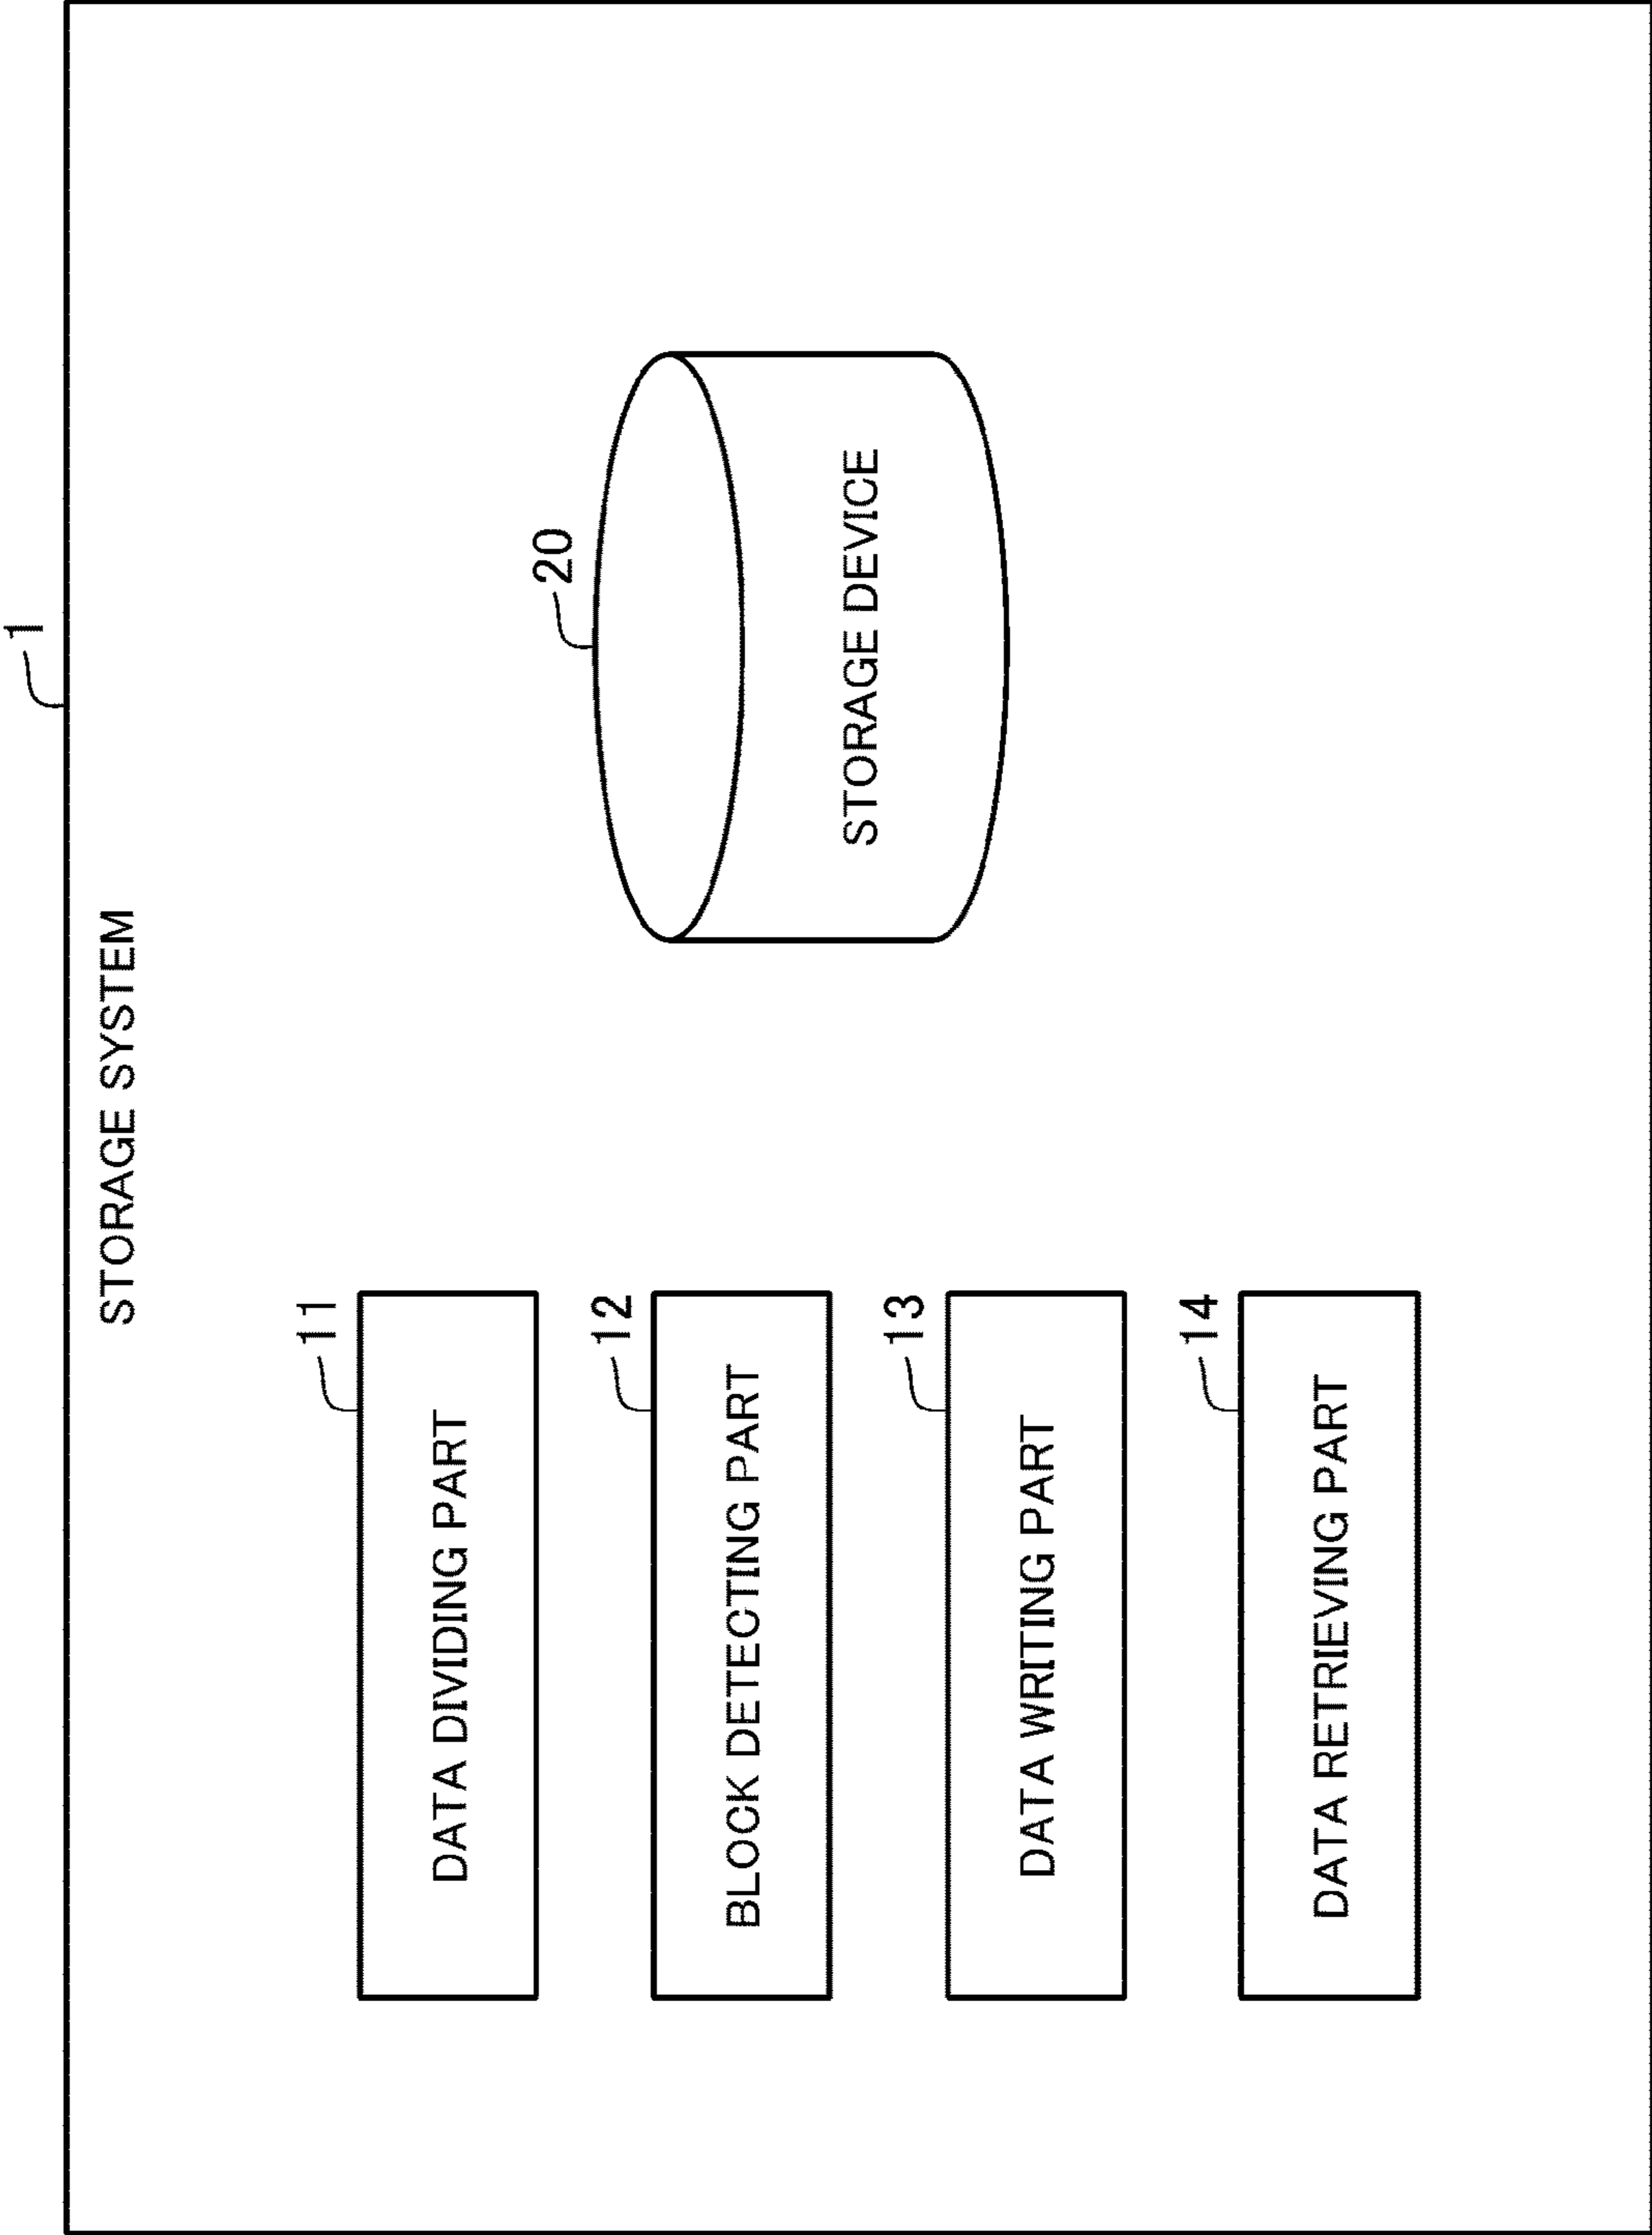 1
STORAGE SYSTEM
11
DATA DIVIDING PART
12
BLOCK DETECTING PART
13
DATA WRITING PART
14
DATA RETRIEVING PART
20
STORAGE DEVICE